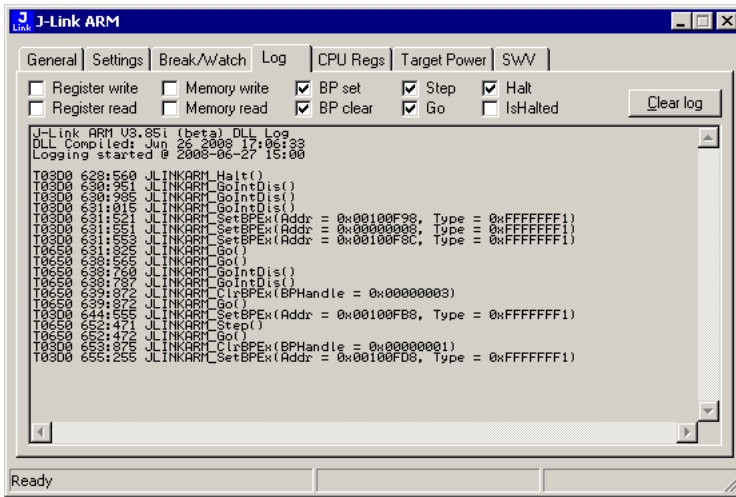 J Link J-Link ARM
General Settings Break/Watch Log CPU Regs Target Power SWV
Register write Memory write BP set Step Halt
Register read Memory read BP clear Go IsHalted Clear log
J-Link ARM V3.85i (beta) DLL Log
DLL Compiled: Jun 26 2008 17:06:33
Logging started @ 2008-06-27 15:00
T03D0 628:560 JLINKARM_Halt()
T03D0 630:951 JLINKARM_GoIntDis()
T03D0 630:985 JLINKARM_GoIntDis()
T03D0 631:015 JLINKARM_GoIntDis()
T03D0 631:521 JLINKARM_SetBPEx(Addr = 0x00100F98, Type = 0xFFFFFFF1)
T03D0 631:551 JLINKARM_SetBPEx(Addr = 0x00000008, Type = 0xFFFFFFF1)
T03D0 631:553 JLINKARM_SetBPEx(Addr = 0x00100F8C, Type = 0xFFFFFFF1)
T0650 631:825 JLINKARM_Go()
T0650 638:565 JLINKARM_Go()
T0650 638:760 JLINKARM_GoIntDis()
T0650 638:787 JLINKARM_GoIntDis()
T0650 639:872 JLINKARM_ClrBPEx(BPHandle = 0x00000003)
T0650 639:872 JLINKARM_Go()
T03D0 644:555 JLINKARM_SetBPEx(Addr = 0x00100FB8, Type = 0xFFFFFFF1)
T0650 652:471 JLINKARM_Step()
T0650 652:472 JLINKARM_Go()
T03D0 653:875 JLINKARM_ClrBPEx(BPHandle = 0x00000001)
T03D0 655:255 JLINKARM_SetBPEx(Addr = 0x00100FD8, Type = 0xFFFFFFF1)
Ready